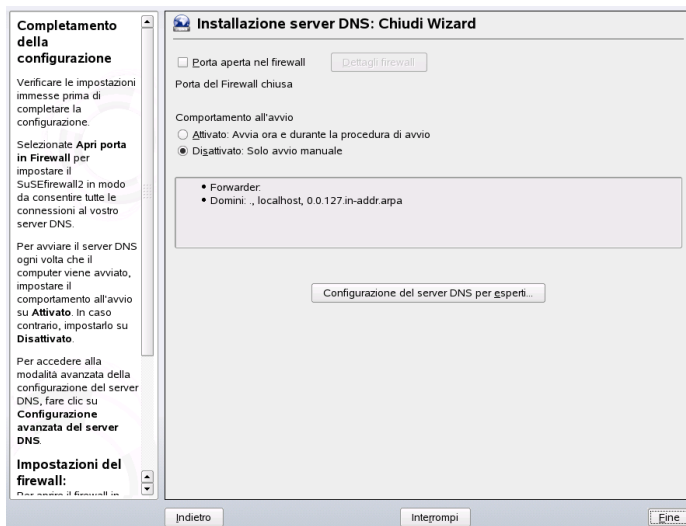 Completamento
della
configurazione
Verificare le impostazioni
immesse prima di
completare la
configurazione.
Selezionate Apri porta
in Firewall per
impostare il
SuSEfirewall2 in modo
da consentire tutte le
connessioni al vostro
server DNS.
Per avviare il server DNS
ogni volta che il
computer viene avviato,
impostare il
comportamento all'avvio
su Attivato. In caso
contrario, impostarlo su
Disattivato.
Per accedere alla
modalità avanzata della
configurazione del server
DNS, fare clic su
Configurazione
avanzata del server
DNS.
Impostazioni del
firewall:
Per aprire il firewall in
Installazione server DNS: Chiudi Wizard
Porta aperta nel firewall
Dettagli firewall
Porta del Firewall chiusa
Comportamento all'avvio
Attivato: Avvia ora e durante la procedura di avvio
Disattivato: Solo avvio manuale
• Forwarder:
• Domini: ., localhost, 0.0.127.in-addr.arpa
Configurazione del server DNS per esperti...
Indietro
Interrompi
Fine